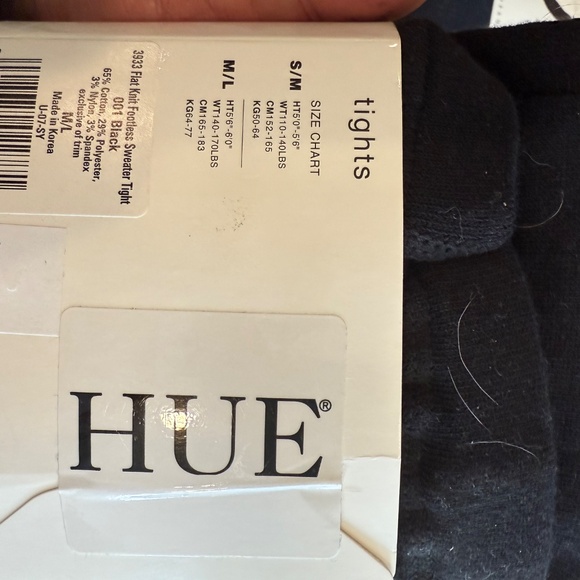 tights
SIZE CHART
S/M
HT5'0"-5'6"
WT110-140LBS
CM152-165
KG50-64
M/L
HT5'6"-6'0"
WT140-170LBS
CM165-183
KG64-77
3933 Flat Knit Footless Sweater Tight
001 Black
65% Cotton, 29% Polyester,
3% Nylon, 3% Spandex
exclusive of trim
M/L
Made in Korea
U-07-SY
HUE®